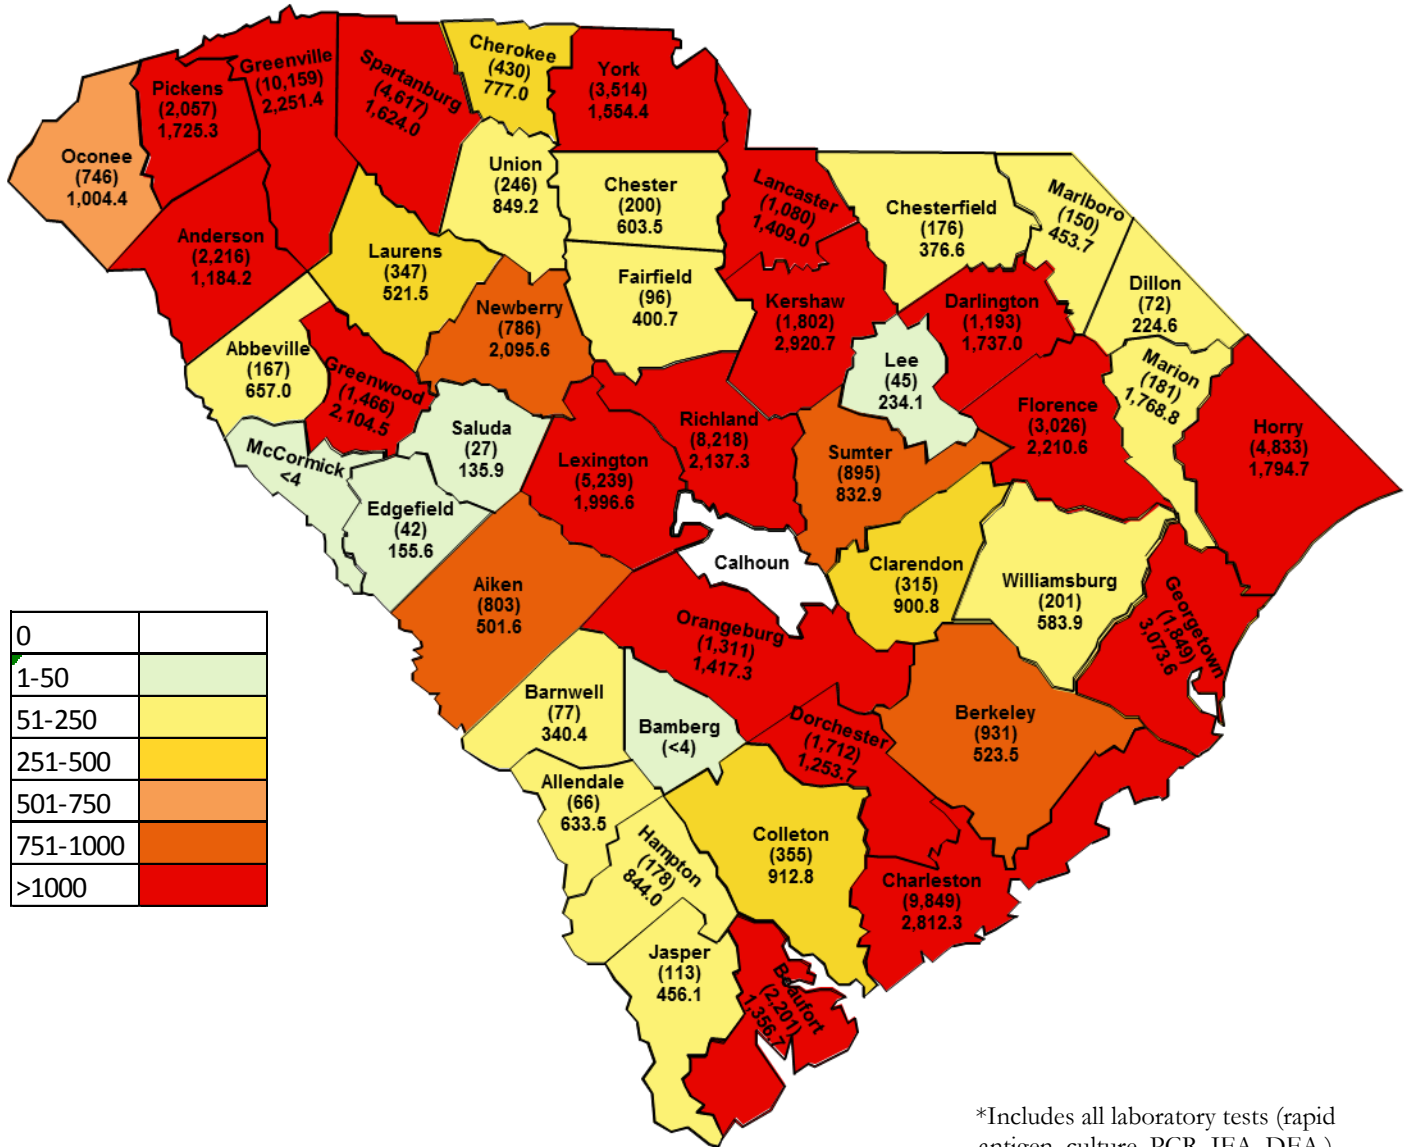 Cherokee
(430)
777.0
York
(3,514)
1,554.4
Greenville
(10,159)
2,251.4
Spartanburg
(4,617)
1,624.0
Pickens
(2,057)
1,725.3
Oconee
(746)
1,004.4
Union
(246)
849.2
Chester
(200)
603.5
Lancaster
(1,080)
1,409.0
Chesterfield
(176)
376.6
Marlboro
(150)
453.7
Anderson
(2,216)
1,184.2
Laurens
(347)
521.5
Newberry
(786)
2,095.6
Fairfield
(96)
400.7
Kershaw
(1,802)
2,920.7
Darlington
(1,193)
1,737.0
Dillon
(72)
224.6
Abbeville
(167)
657.0
Greenwood
(1,466)
2,104.5
Lee
(45)
234.1
Marion
(181)
1,768.8
Florence
(3,026)
2,210.6
Horry
(4,833)
1,794.7
McCormick
<4
Saluda
(27)
135.9
Richland
(8,218)
2,137.3
Sumter
(895)
832.9
Lexington
(5,239)
1,996.6
Edgefield
(42)
155.6
Calhoun
Clarendon
(315)
900.8
Williamsburg
(201)
583.9
Georgetown
(1,849)
3,073.6
Aiken
(803)
501.6
Orangeburg
(1,311)
1,417.3
Barnwell
(77)
340.4
Bamberg
(<4)
Dorchester
(1,712)
1,253.7
Berkeley
(931)
523.5
Allendale
(66)
633.5
Hampton
(178)
844.0
Colleton
(355)
912.8
Charleston
(9,849)
2,812.3
Jasper
(113)
456.1
Beaufort
(2,201)
1,356.7
0
1-50
51-250
251-500
501-750
751-1000
>1000
*Includes all laboratory tests (rapid
antigen, culture, PCR, IFA, DFA,)